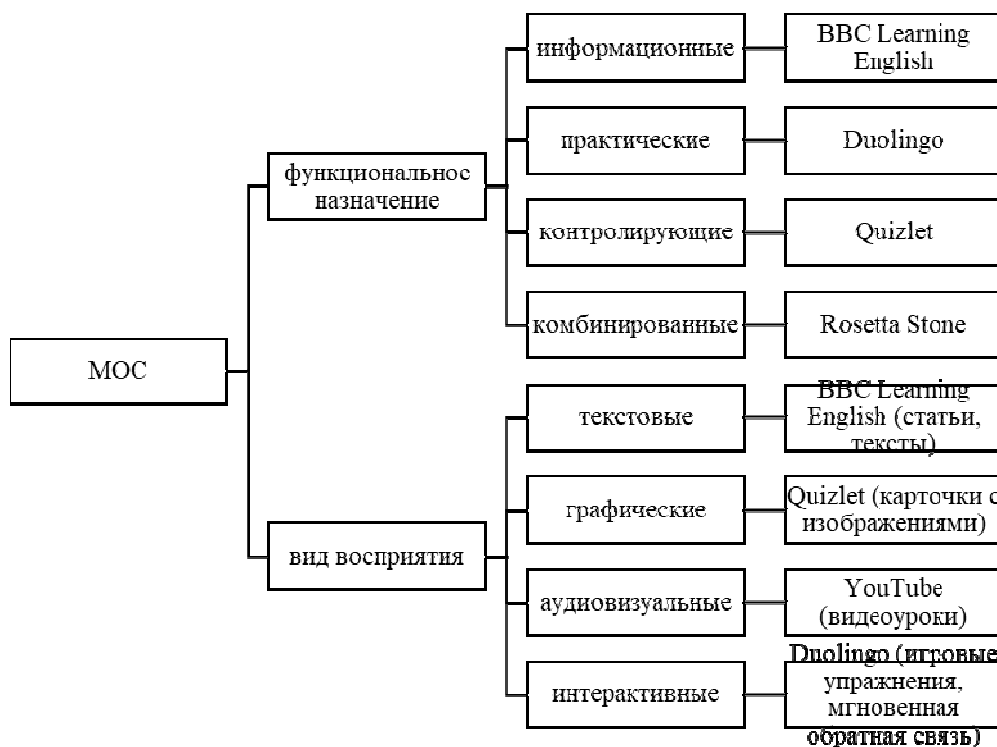 МОС
функциональное
назначение
информационные
BBC Learning
English
практические
Duolingo
контролирующие
Quizlet
комбинированные
Rosetta Stone
вид восприятия
текстовые
BBC Learning
English (статьи,
тексты)
графические
Quizlet (карточки с
изображениями)
аудиовизуальные
YouTube
(видеоуроки)
интерактивные
Duolingo (игровые
упражнения,
мгновенная
обратная связь)